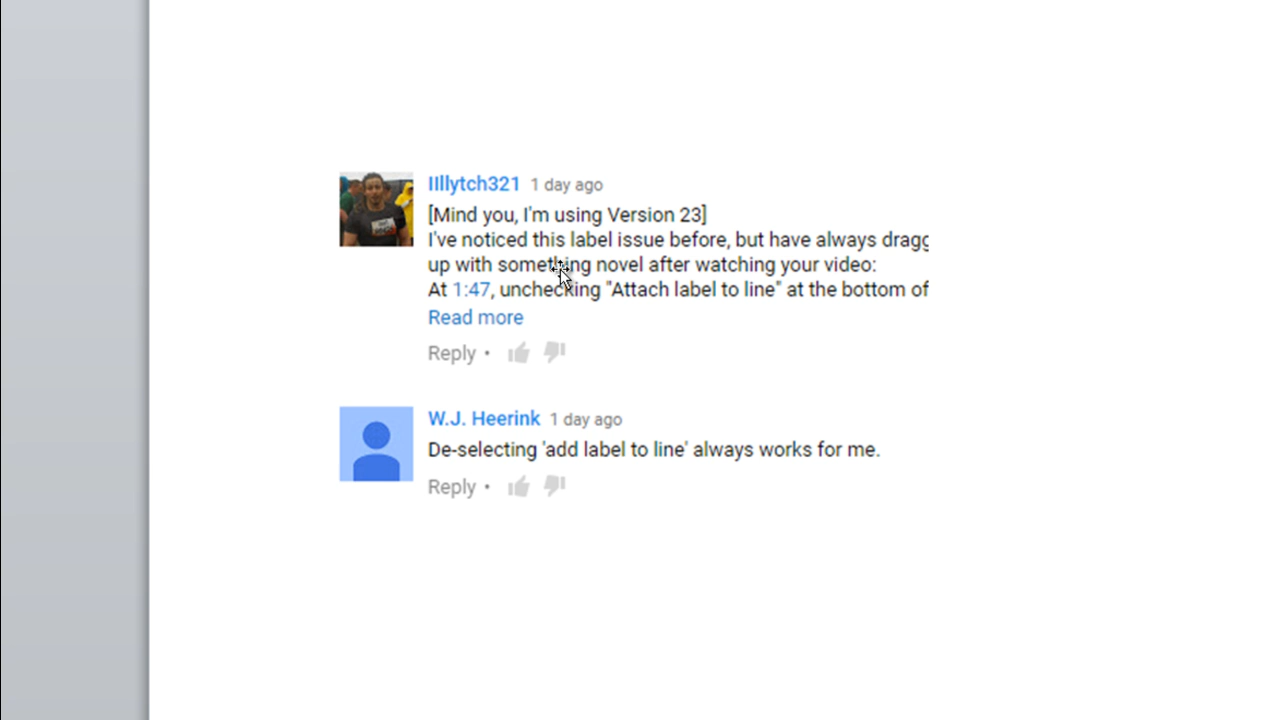 IIllytch321 1 day ago
[Mind you, I'm using Version 23]
I've noticed this label issue before, but have always dragg
up with something novel after watching your video:
At 1:47, unchecking "Attach label to line" at the bottom of
Read more
Reply •
W.J. Heerink 1 day ago
De-selecting 'add label to line' always works for me.
Reply •